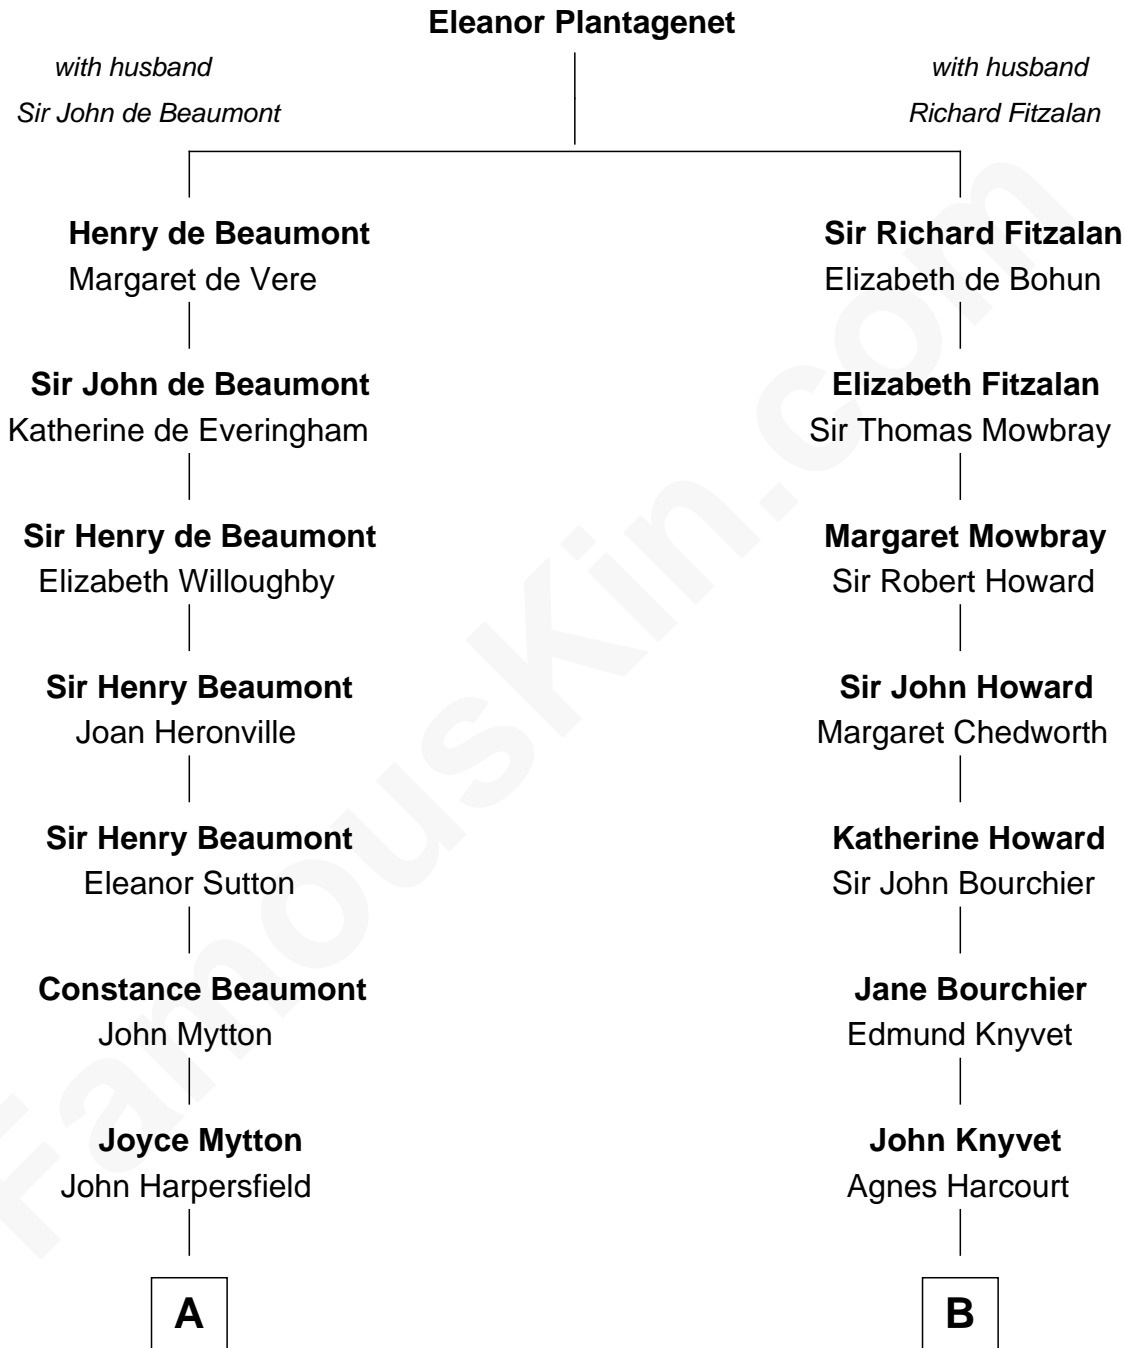 Eleanor Plantagenet
with husband
Sir John de Beaumont
with husband
Richard Fitzalan
Henry de Beaumont
Margaret de Vere
Sir Richard Fitzalan
Elizabeth de Bohun
Sir John de Beaumont
Katherine de Everingham
Elizabeth Fitzalan
Sir Thomas Mowbray
Sir Henry de Beaumont
Elizabeth Willoughby
Margaret Mowbray
Sir Robert Howard
Sir Henry Beaumont
Joan Heronville
Sir John Howard
Margaret Chedworth
Sir Henry Beaumont
Eleanor Sutton
Katherine Howard
Sir John Bourchier
Constance Beaumont
John Mytton
Jane Bourchier
Edmund Knyvet
Joyce Mytton
John Harpersfield
John Knyvet
Agnes Harcourt
A
B
FamousKin.com